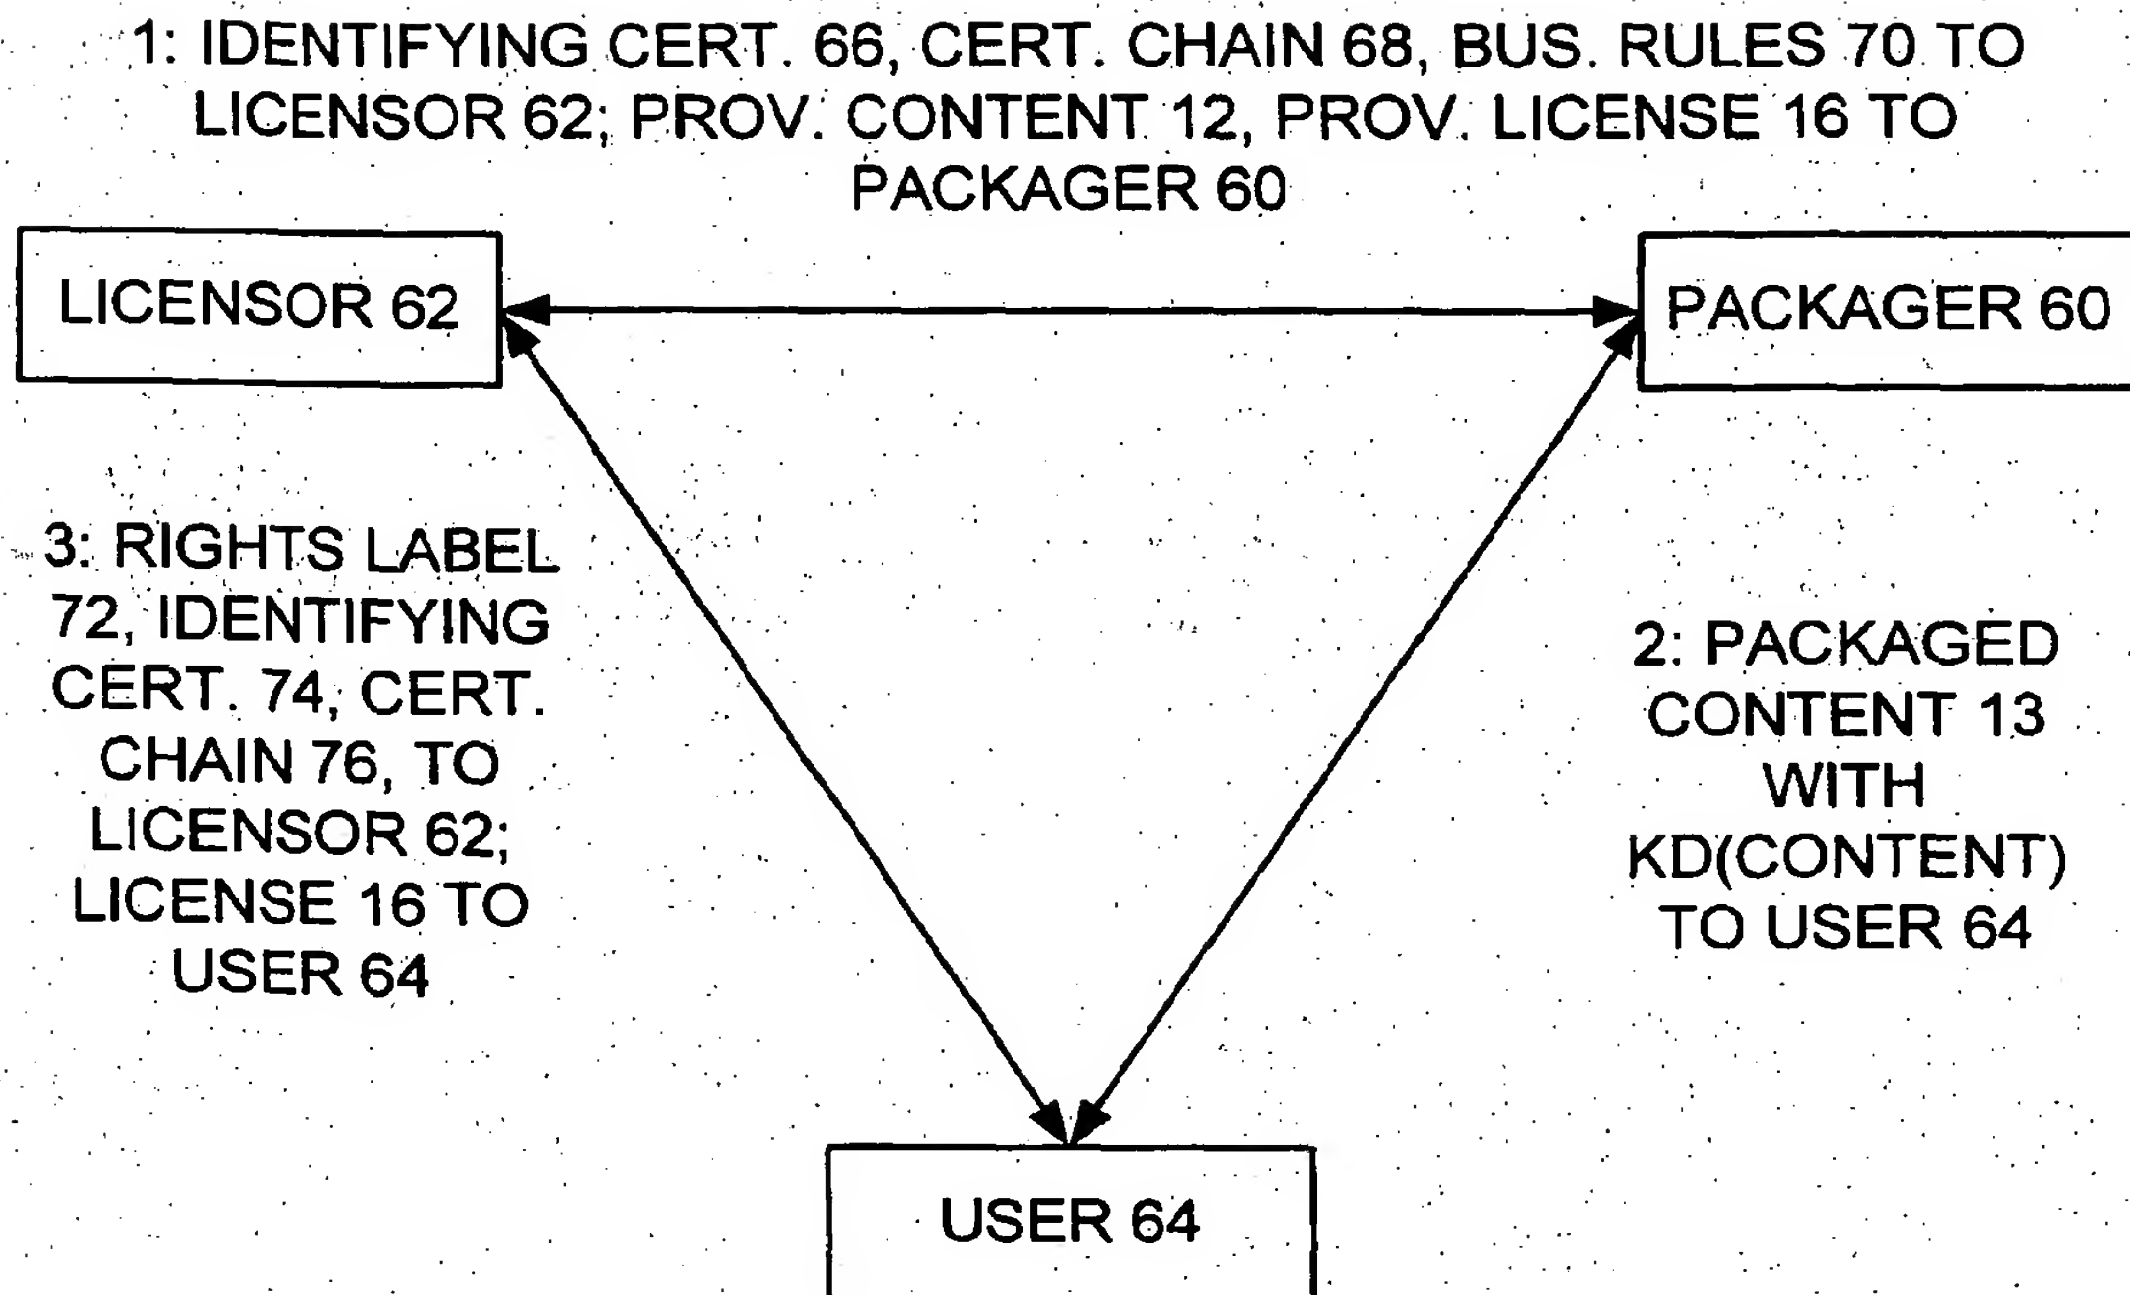 1: IDENTIFYING CERT. 66, CERT. CHAIN 68, BUS. RULES 70 TO
LICENSOR 62; PROV. CONTENT 12, PROV. LICENSE 16 TO
PACKAGER 60
LICENSOR 62
PACKAGER 60
3: RIGHTS LABEL
72, IDENTIFYING
CERT. 74, CERT.
CHAIN 76, TO
LICENSOR 62;
LICENSE 16 TO
USER 64
2: PACKAGED
CONTENT 13
WITH
KD(CONTENT)
TO USER 64
USER 64